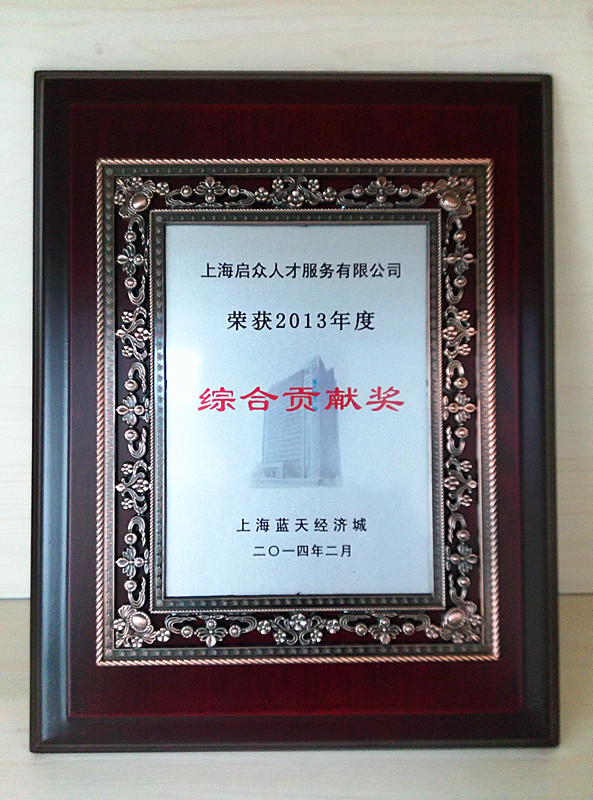 上海启众人才服务有限公司
荣获2013年度
综合贡献奖
上海蓝天经济城
二〇一四年二月